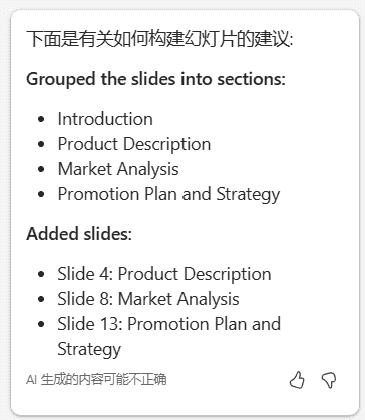 下面是有关如何构建幻灯片的建议:
Grouped the slides into sections:
• Introduction
• Product Description
• Market Analysis
• Promotion Plan and Strategy
Added slides:
• Slide 4: Product Description
• Slide 8: Market Analysis
• Slide 13: Promotion Plan and
Strategy
AI 生成的内容可能不正确